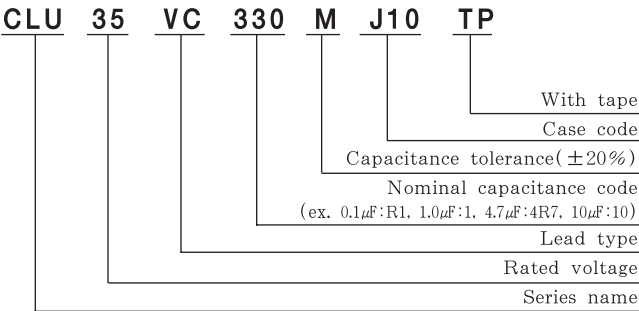 CLU 35 VC 330 M J10 TP
With tape
Case code
Capacitance tolerance(±20%)
Nominal capacitance code
(ex. 0.1μF:R1, 1.0μF:1, 4.7μF:4R7, 10μF:10)
Lead type
Rated voltage
Series name